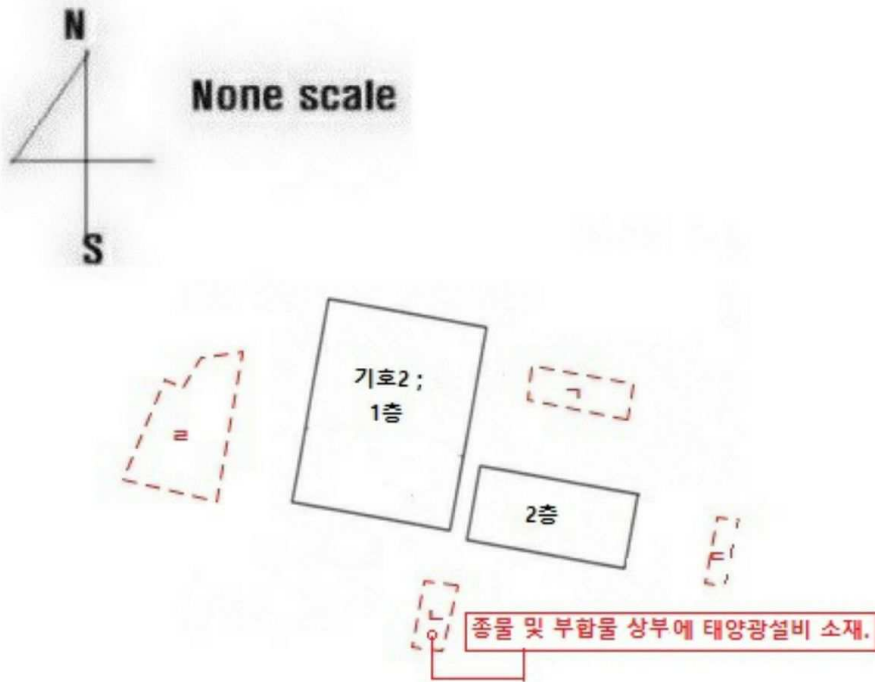 N
None scale
S
기호2 ;
1층
ㄱ
ㄹ
2층
ㄷ
ㄴ
종물 및 부합물 상부에 태양광설비 소재.